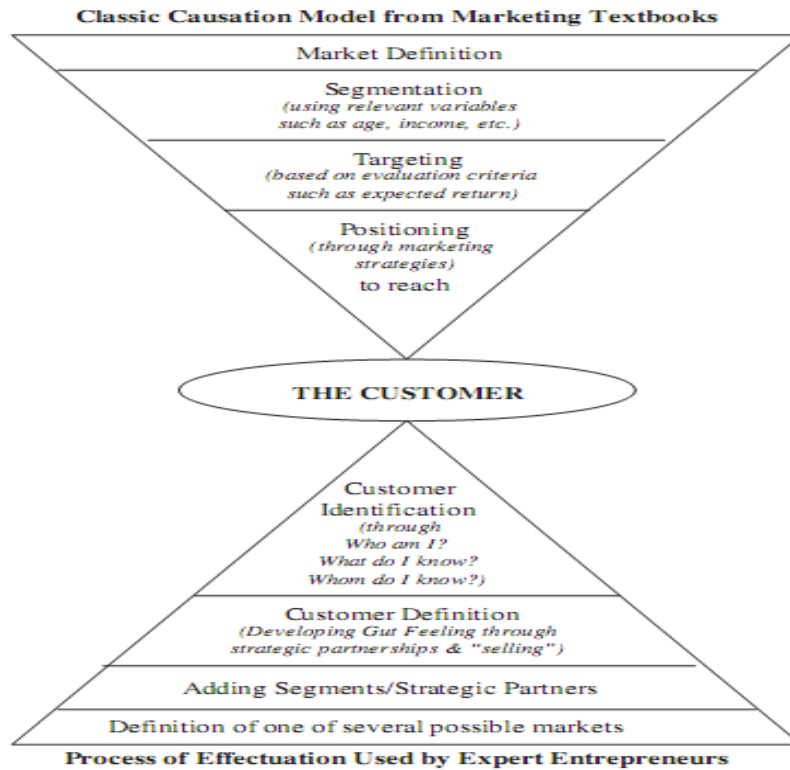 Classic Causation Model from Marketing Textbooks
Market Definition
Segmentation
(using relevant variables
such as age, income, etc.)
Targeting
(based on evaluation criteria
such as expected return)
Positioning
(through marketing
strategies)
to reach
THE CUSTOMER
Customer
Identification
(through
Who am I?
What do I know?
Whom do I know?)
Customer Definition
(Developing Gut Feeling through
strategic partnerships & "selling")
Adding Segments/Strategic Partners
Definition of one of several possible markets
Process of Effectuation Used by Expert Entrepreneurs